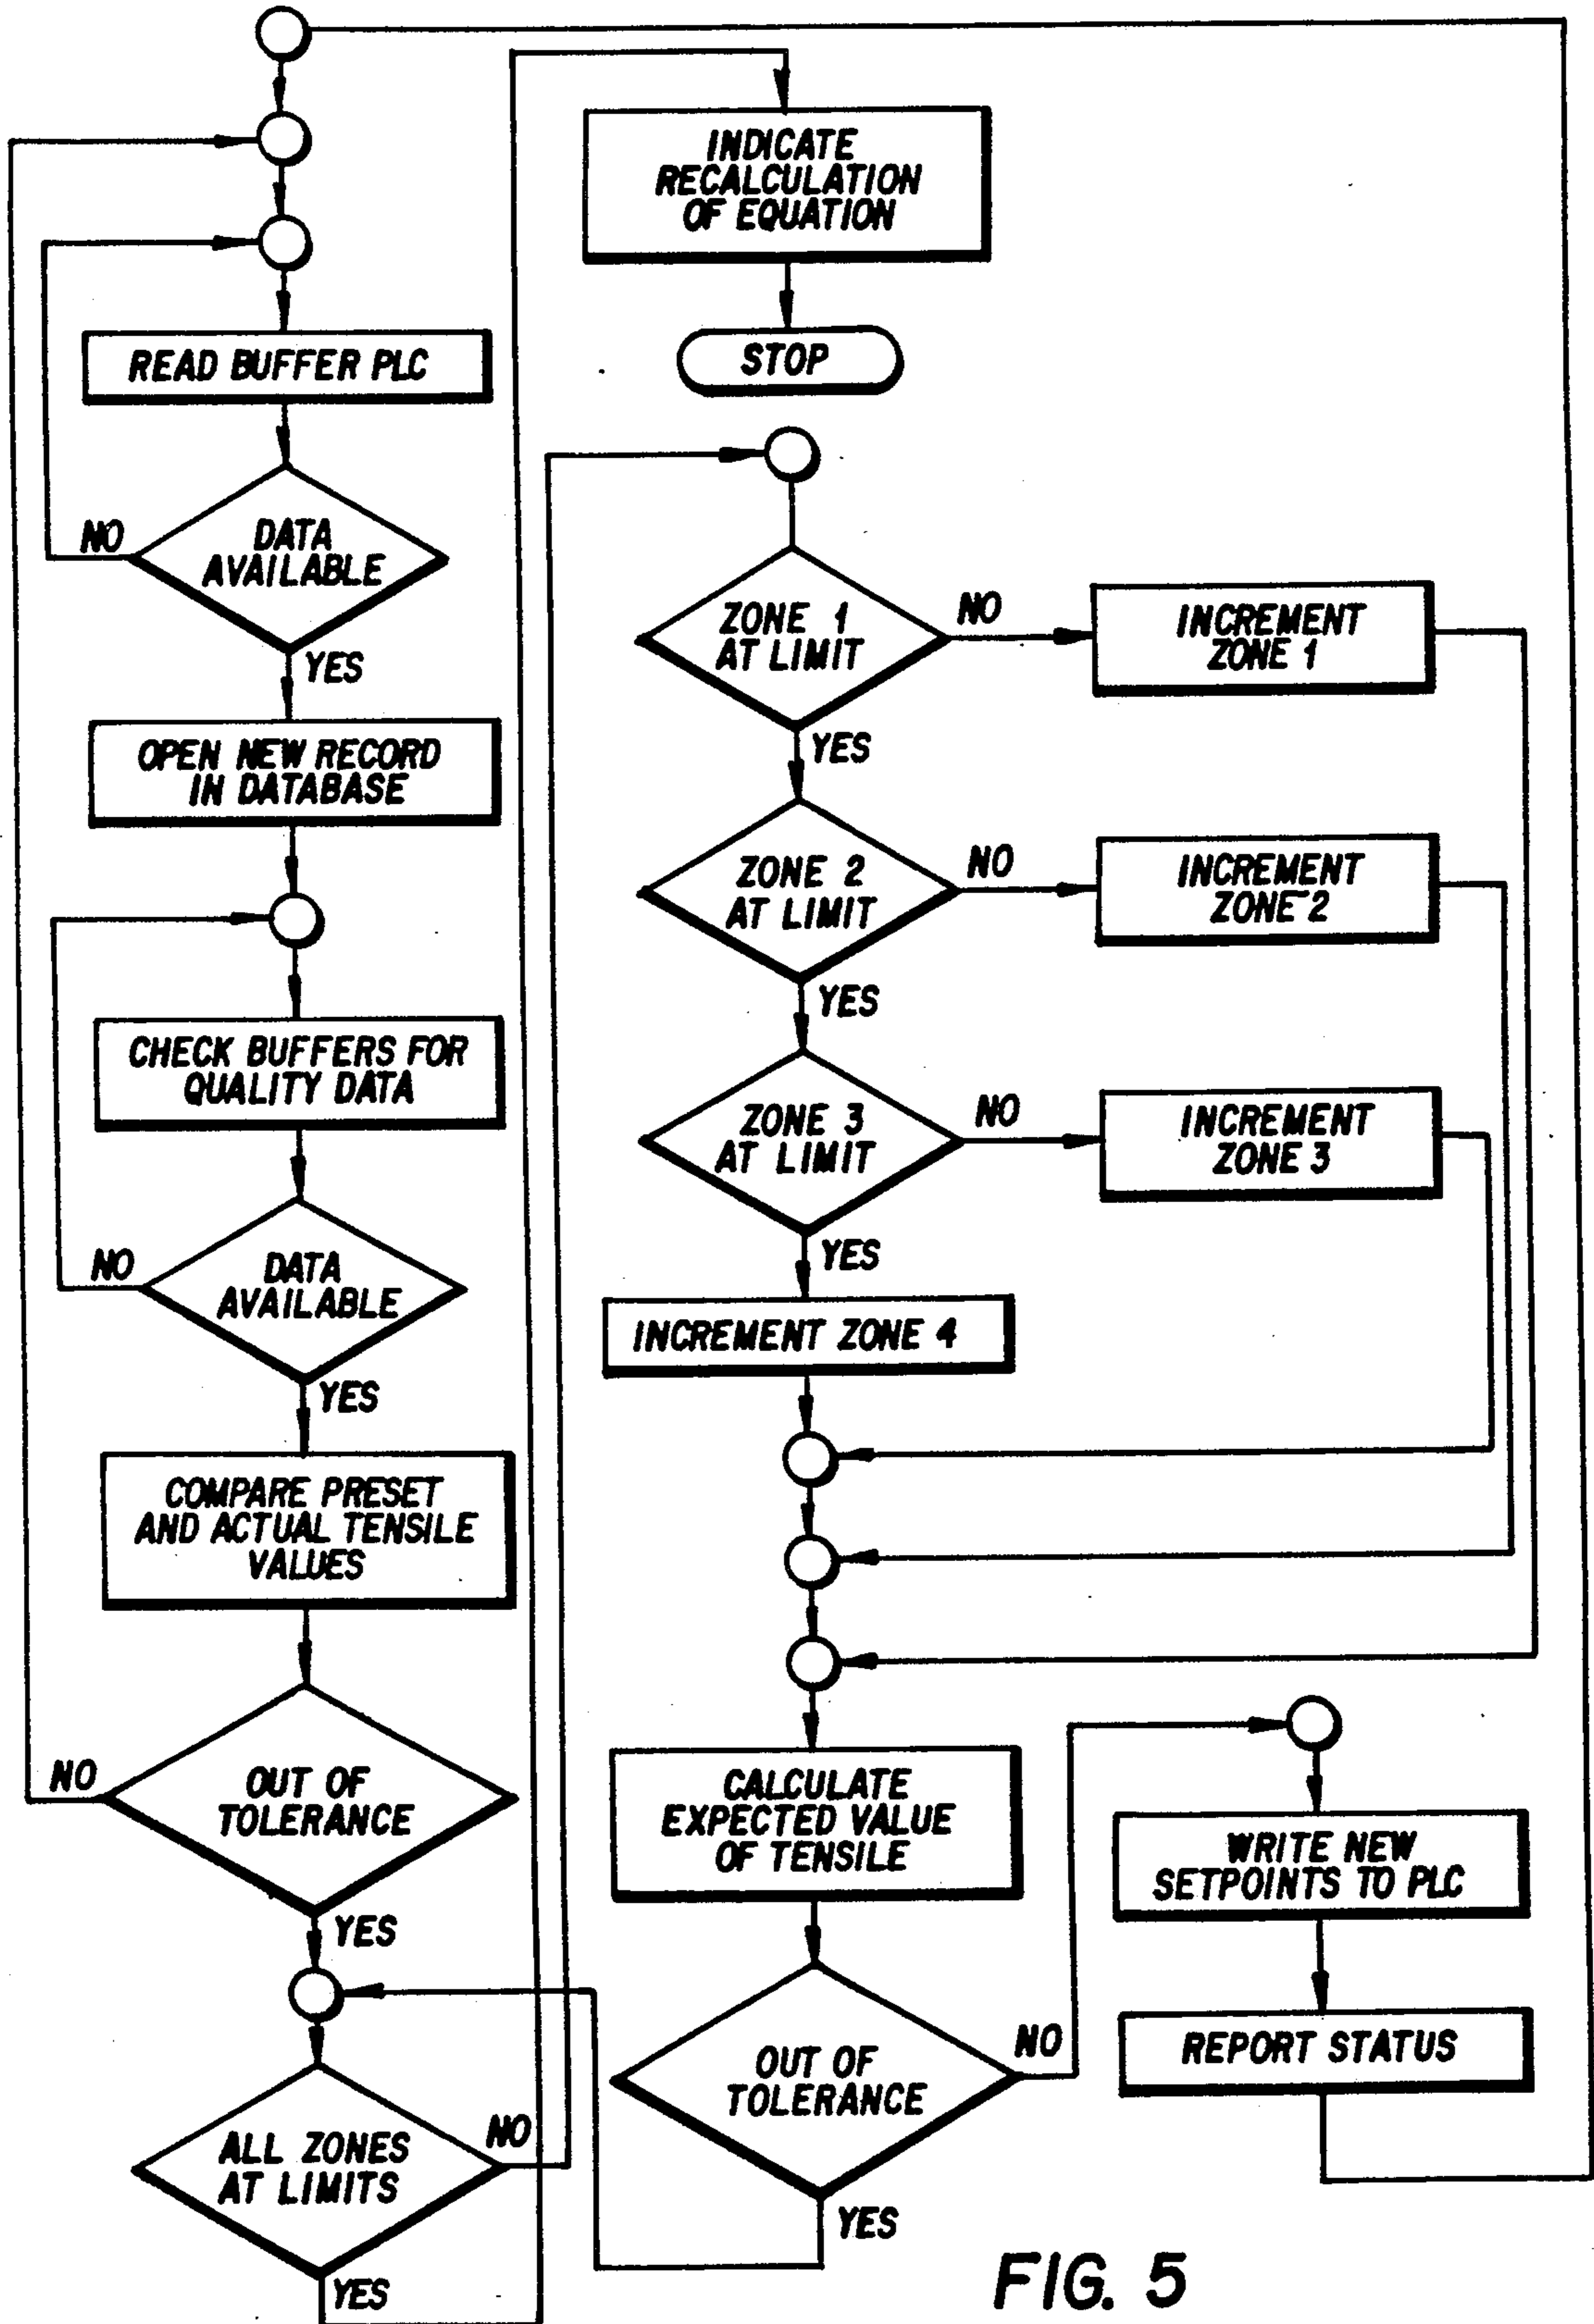 READ BUFFER PLC
DATA
AVAILABLE
NO
YES
OPEN NEW RECORD
IN DATABASE
CHECK BUFFERS FOR
QUALITY DATA
DATA
AVAILABLE
NO
YES
COMPARE PRESET
AND ACTUAL TENSILE
VALUES
OUT OF
TOLERANCE
NO
YES
ALL ZONES
AT LIMITS
NO
YES
INDICATE
RECALCULATION
OF EQUATION
STOP
ZONE 1
AT LIMIT
NO
INCREMENT
ZONE 1
YES
ZONE 2
AT LIMIT
NO
INCREMENT
ZONE 2
YES
ZONE 3
AT LIMIT
NO
INCREMENT
ZONE 3
YES
INCREMENT ZONE 4
CALCULATE
EXPECTED VALUE
OF TENSILE
OUT OF
TOLERANCE
NO
YES
WRITE NEW
SETPOINTS TO PLC
REPORT STATUS
FIG. 5